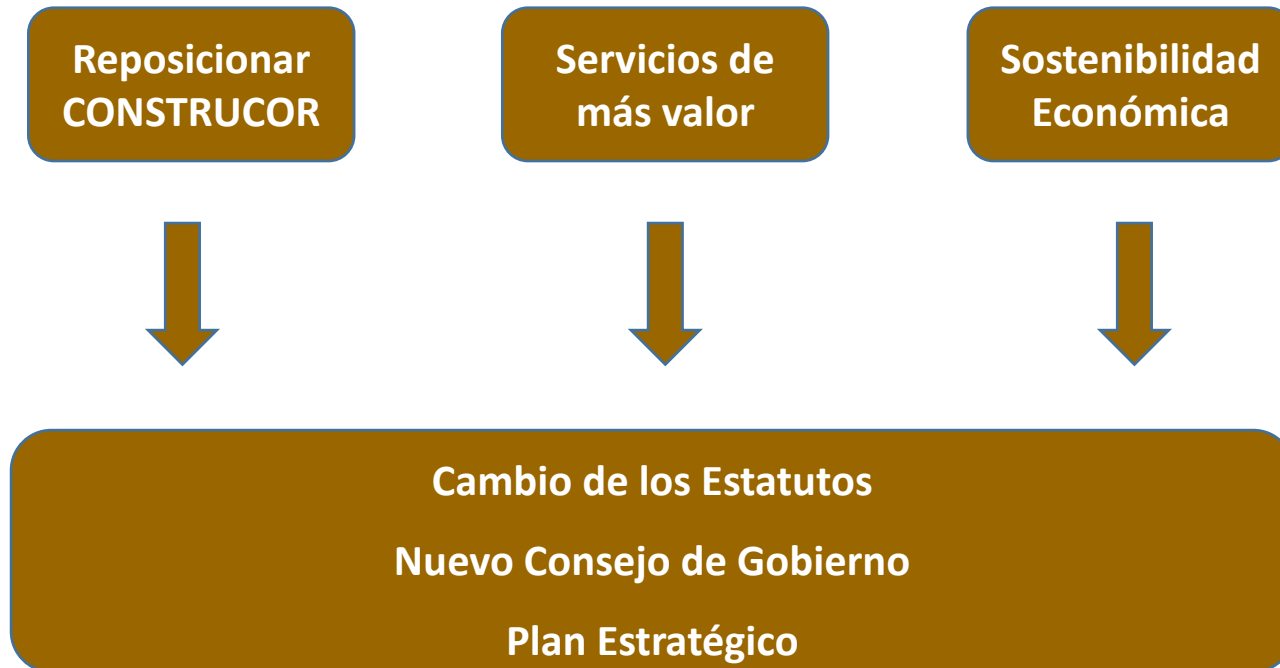 Reposicionar
CONSTRUCOR
Servicios de
más valor
Sostenibilidad
Económica
Cambio de los Estatutos
Nuevo Consejo de Gobierno
Plan Estratégico